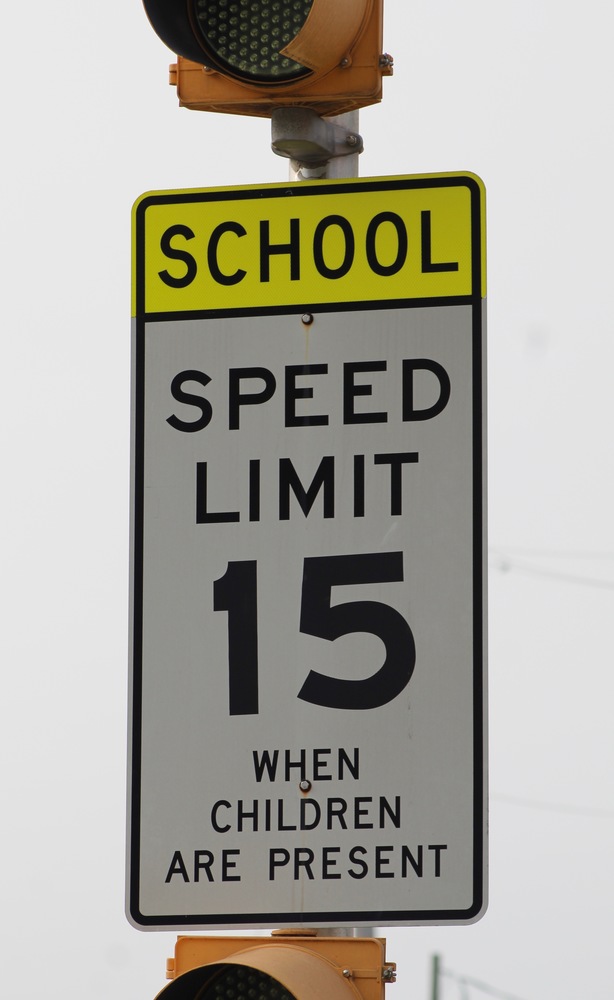 SCHOOL
SPEED
LIMIT
15
WHEN
CHILDREN
ARE PRESENT